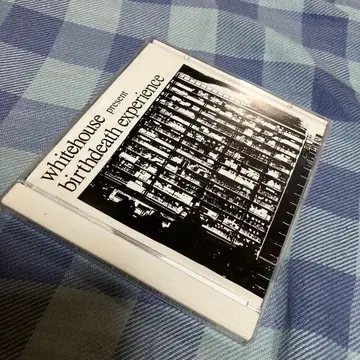 whitehouse
present
birthdeath experience